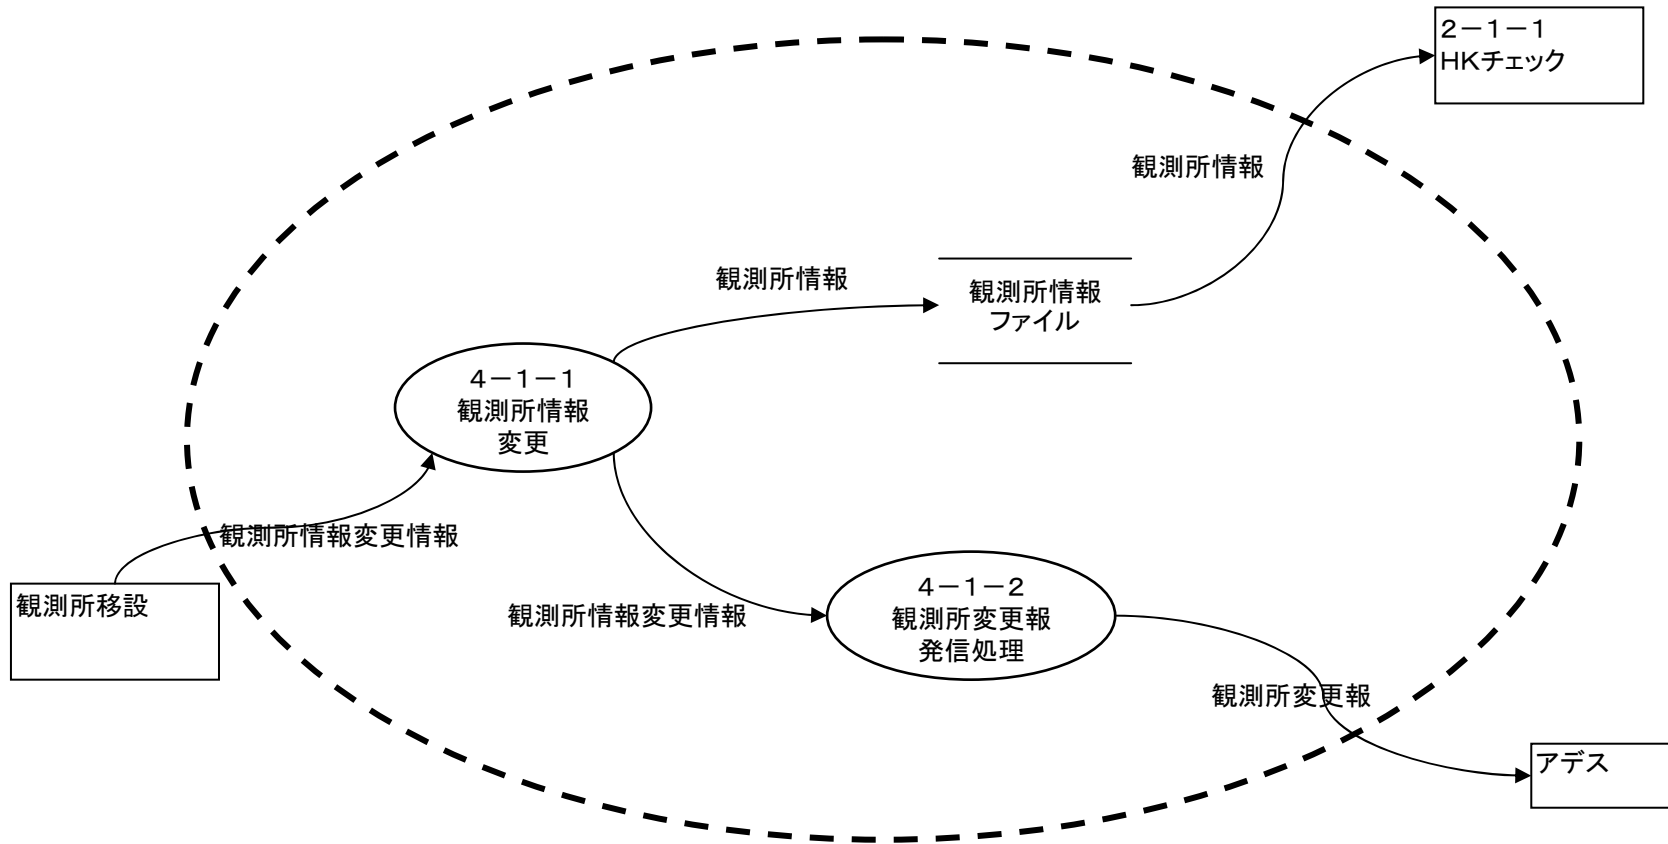 2－1－1
HKチェック
観測所情報
観測所情報
観測所情報
ファイル
4－1－1
観測所情報
変更
観測所情報変更情報
観測所移設
観測所情報変更情報
4－1－2
観測所変更報
発信処理
観測所変更報
アデス